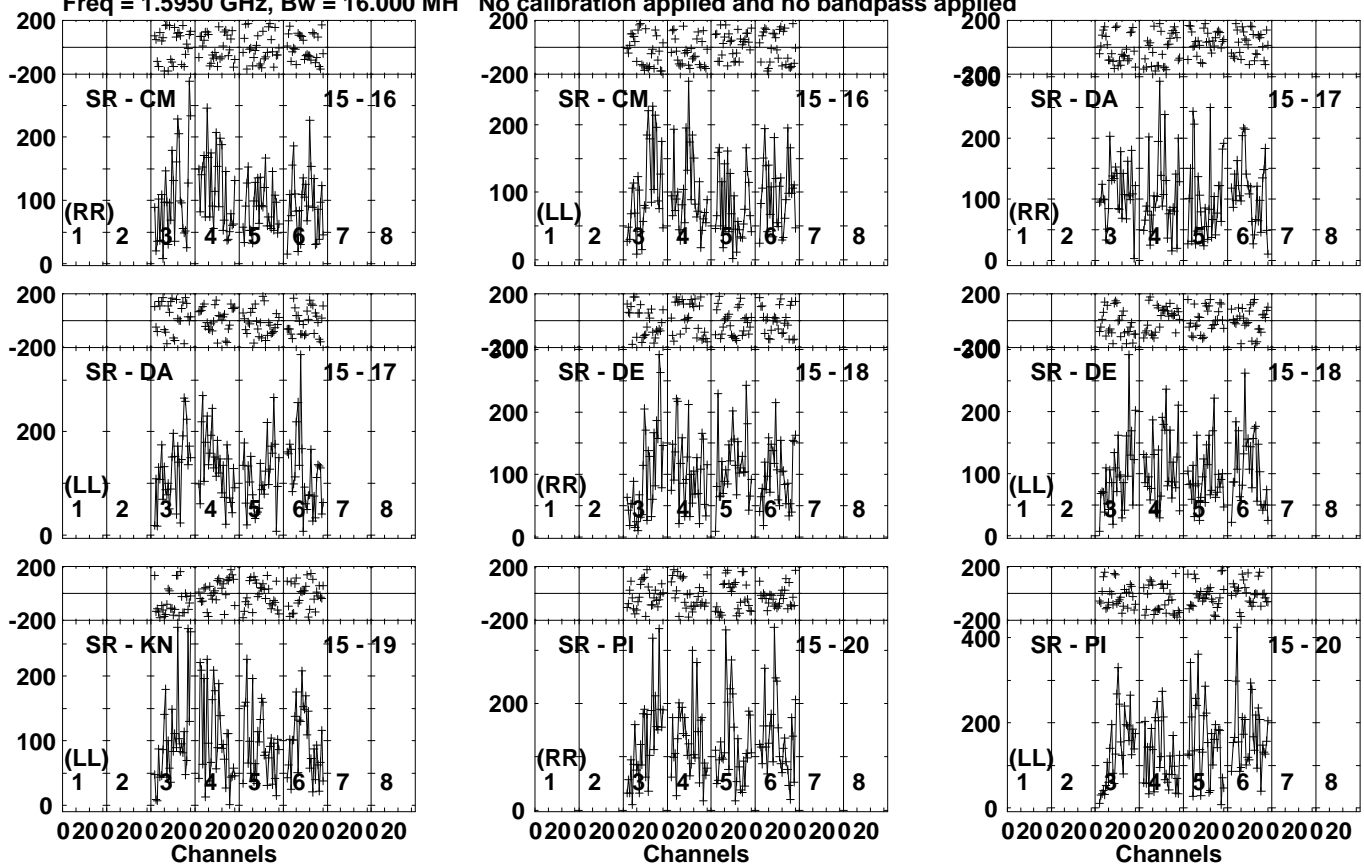 Freq = 1.5950 GHz, Bw = 16.000 MH No calibration applied and no bandpass applied
200 200 200
-200 -200 -200
300
SR - CM 15 - 16 SR - CM 15 - 16 SR - DA 15 - 17
200 200 200
100 100 100
(RR) (LL) (RR)
1 2 3 4 5 6 7 8 1 2 3 4 5 6 7 8 1 2 3 4 5 6 7 8
0 0 0
200 200 200
-200 -200 -200
300 300
SR - DA 15 - 17 SR - DE 15 - 18 SR - DE 15 - 18
200 200 200
100 100
(LL) (RR) (LL)
1 2 3 4 5 6 7 8 1 2 3 4 5 6 7 8 1 2 3 4 5 6 7 8
0 0 0
200 200 200
-200 -200 -200
400
SR - KN 15 - 19 SR - PI 15 - 20 SR - PI 15 - 20
200 200 200
100
(LL) (RR) (LL)
1 2 3 4 5 6 7 8 1 2 3 4 5 6 7 8 1 2 3 4 5 6 7 8
0 0 0
0 20 0 20 0 20 0 20 0 20 0 20 0 20 0 20 0 20 0 20 0 20 0 20 0 20 0 20 0 20 0 20 0 20 0 20 0 20 0 20 0 20 0 20 0 20 0 20
Channels Channels Channels